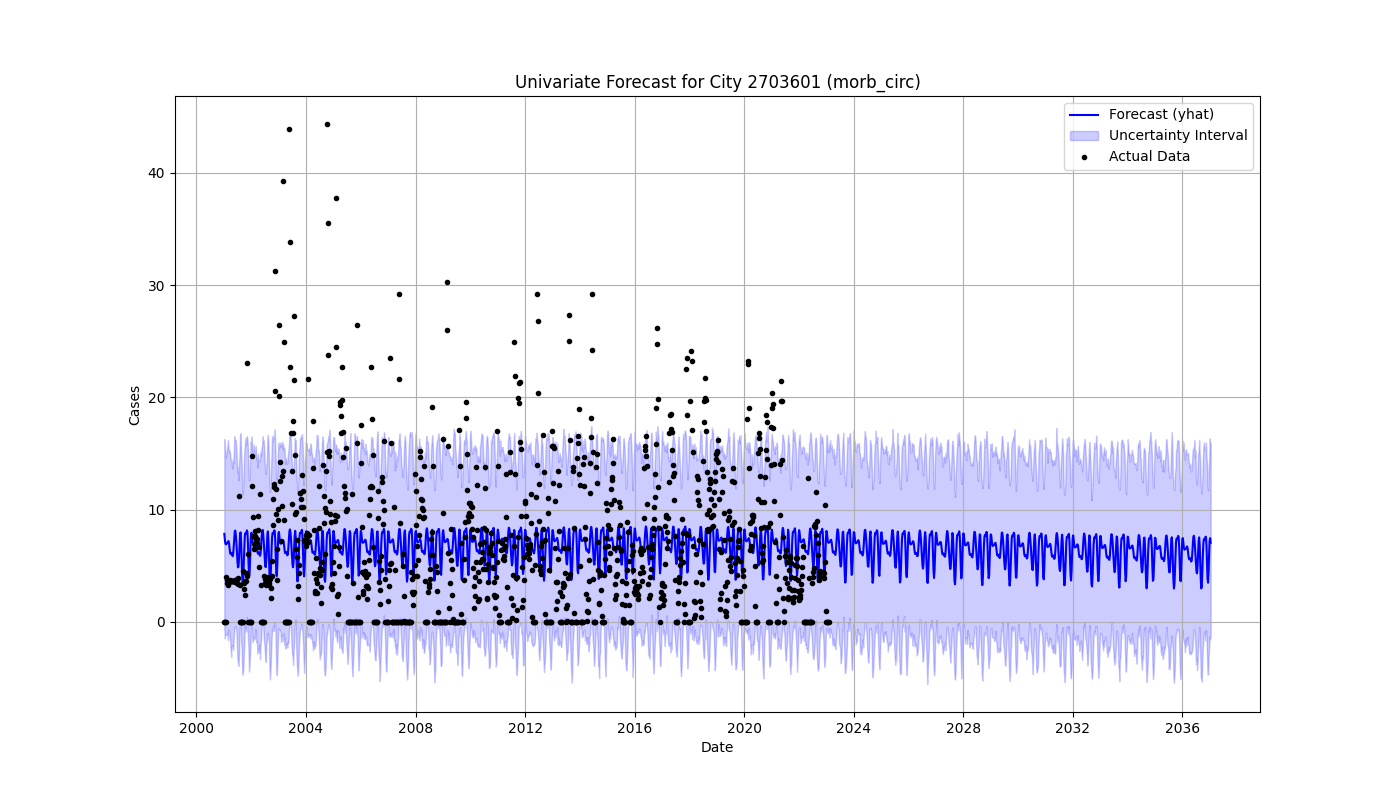 Univariate Forecast for City 2703601 (morb_circ)
Forecast (yhat)
Uncertainty Interval
Actual Data
Cases
40
30
20
10
0
2000 2004 2008 2012 2016 2020 2024 2028 2032 2036
Date